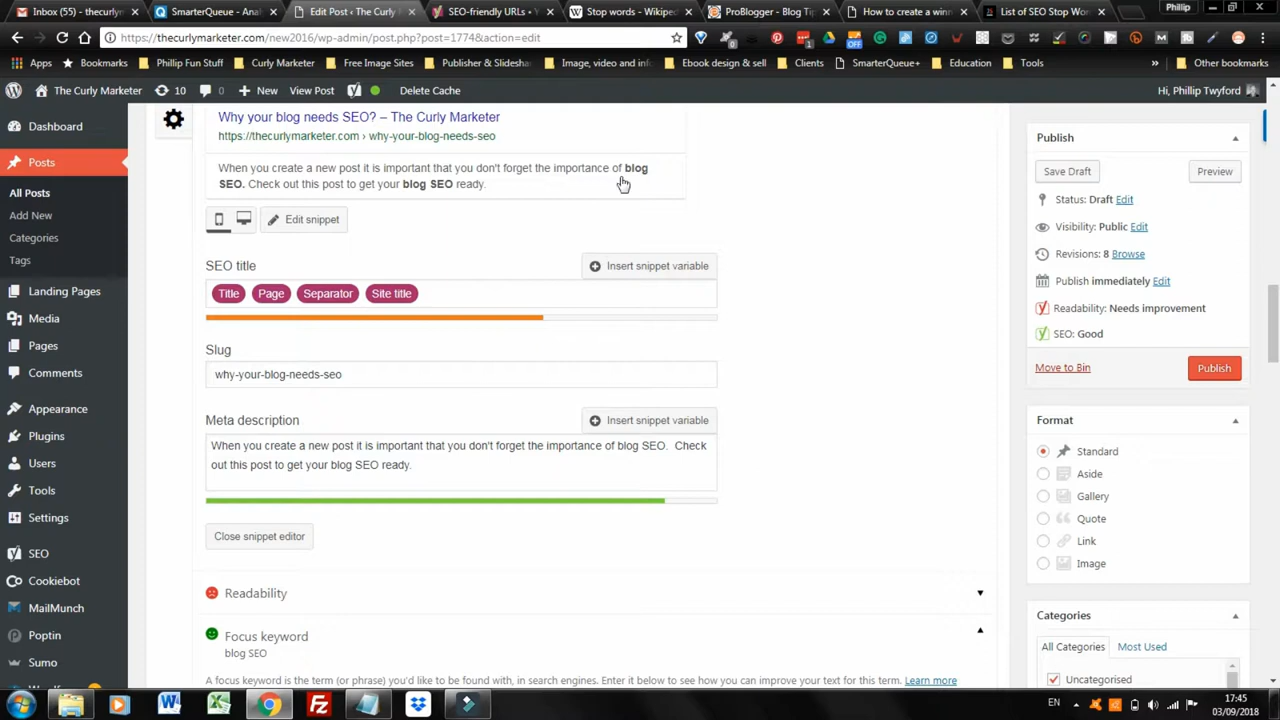 Inbox (55) - thecurlyn
SmarterQueue - Anal
Edit Post ‹ The Curly M
SEO-friendly URLs • Y
Stop words - Wikiped
ProBlogger - Blog Tip
How to create a winn
List of SEO Stop Wor
Phillip
https://thecurlymarketer.com/new2016/wp-admin/post.php?post=1774&action=edit
Apps
Bookmarks
Phillip Fun Stuff
Curly Marketer
Free Image Sites
Publisher & Slidesha
Image, video and info
Ebook design & sell
Clients
SmarterQueue+
Education
Tools
»
Other bookmarks
The Curly Marketer
10
New
View Post
Delete Cache
Howdy, Phillip Twyford
Dashboard
Posts
All Posts
Add New
Categories
Tags
Landing Pages
Media
Pages
Comments
Appearance
Plugins
Users
Tools
Settings
SEO
Cookiebot
MailMunch
Poptin
Sumo
Why your blog needs SEO? – The Curly Marketer
https://thecurlymarketer.com › why-your-blog-needs-seo
When you create a new post it is important that you don't forget the importance of blog
SEO. Check out this post to get your blog SEO ready.
Edit snippet
SEO title
Insert snippet variable
Title Page Separator Site title
Slug
why-your-blog-needs-seo
Meta description
Insert snippet variable
When you create a new post it is important that you don't forget the importance of blog SEO.  Check
out this post to get your blog SEO ready.
Close snippet editor
Readability
Focus keyword
blog SEO
A focus keyword is the term (or phrase) you'd like to be found with, in search engines. Enter it below to see how you can improve your text for this term. Learn more
Publish
Save Draft
Preview
Status: Draft Edit
Visibility: Public Edit
Revisions: 8 Browse
Publish immediately Edit
Readability: Needs improvement
SEO: Good
Move to Bin
Publish
Format
Standard
Aside
Gallery
Quote
Link
Image
Categories
All Categories
Most Used
Uncategorised
EN
17:45
03/09/2018